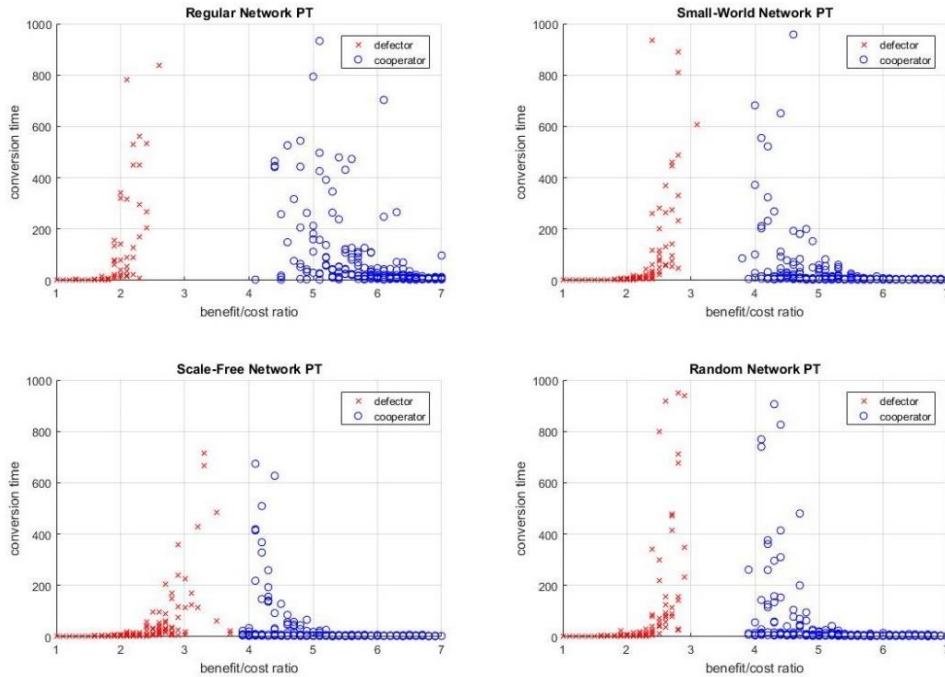 Regular Network PT
1000
800
600
400
200
0
conversion time
1 2 3 4 5 6 7
benefit/cost ratio
defector
cooperator
Small-World Network PT
1000
800
600
400
200
0
conversion time
1 2 3 4 5 6 7
benefit/cost ratio
defector
cooperator
Scale-Free Network PT
1000
800
600
400
200
0
conversion time
1 2 3 4 5 6 7
benefit/cost ratio
defector
cooperator
Random Network PT
1000
800
600
400
200
0
conversion time
1 2 3 4 5 6 7
benefit/cost ratio
defector
cooperator